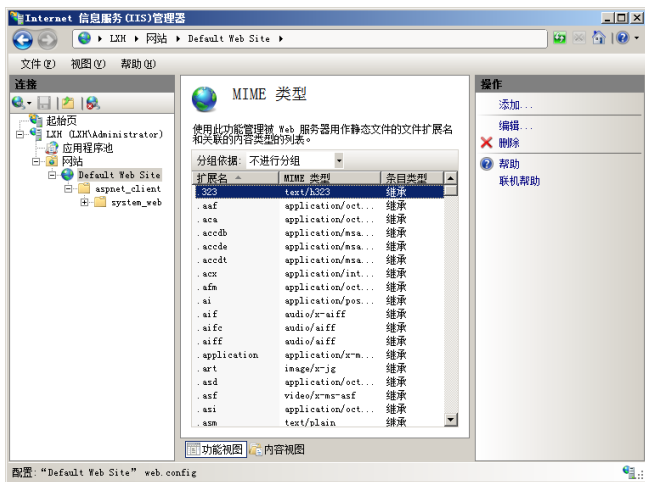 Internet 信息服务(IIS)管理器
LXH 网站 Default Web Site
文件(F) 视图(V) 帮助(H)
连接
起始页
LXH (LXH\Administrator)
应用程序池
网站
Default Web Site
aspnet_client
system_web
MIME 类型
使用此功能管理被 Web 服务器用作静态文件的文件扩展名
和关联的内容类型的列表。
分组依据: 不进行分组
扩展名 MIME 类型 条目类型
.323 text/h323 继承
.aaf application/oct... 继承
.aca application/oct... 继承
.accdb application/msa... 继承
.accde application/msa... 继承
.accdt application/msa... 继承
.acx application/int... 继承
.afm application/oct... 继承
.ai application/pos... 继承
.aif audio/x-aiff 继承
.aifc audio/aiff 继承
.aiff audio/aiff 继承
.application application/x-m... 继承
.art image/x-jg 继承
.asd application/oct... 继承
.asf video/x-ms-asf 继承
.asi application/oct... 继承
.asm text/plain 继承
功能视图 内容视图
操作
添加...
编辑...
删除
帮助
联机帮助
配置:“Default Web Site” web.config